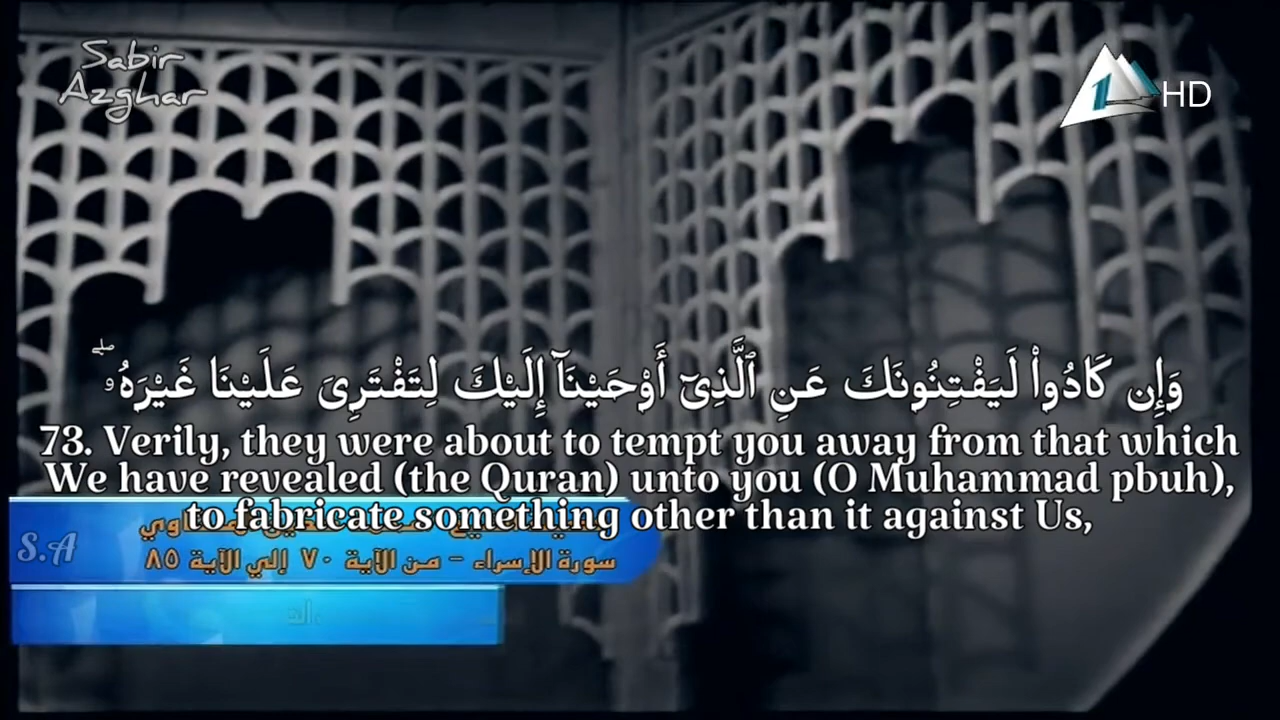 Sabir
Azghar
1 HD
وَإِن كَادُوا۟ لَيَفْتِنُونَكَ عَنِ ٱلَّذِىٓ أَوْحَيْنَآ إِلَيْكَ لِتَفْتَرِىَ عَلَيْنَا غَيْرَهُۥ ۖ
73. Verily, they were about to tempt you away from that which
We have revealed (the Quran) unto you (O Muhammad pbuh),
to fabricate something other than it against Us,
S.A
سورة الإسراء - من الآية ٧٠ إلي الآية ٨٥